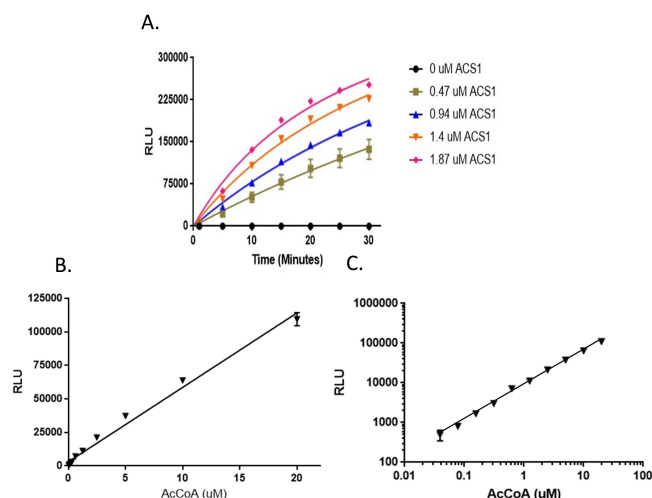 A.
300000
225000
150000
75000
0
RLU
10
20
30
Time (Minutes)
0 uM ACS1
0.47 uM ACS1
0.94 uM ACS1
1.4 uM ACS1
1.87 uM ACS1
B.
125000
100000
75000
50000
25000
0
RLU
0
5
10
15
20
AcCoA (uM)
C.
1000000
100000
10000
1000
100
RLU
0.01
0.1
1
10
100
AcCoA (uM)